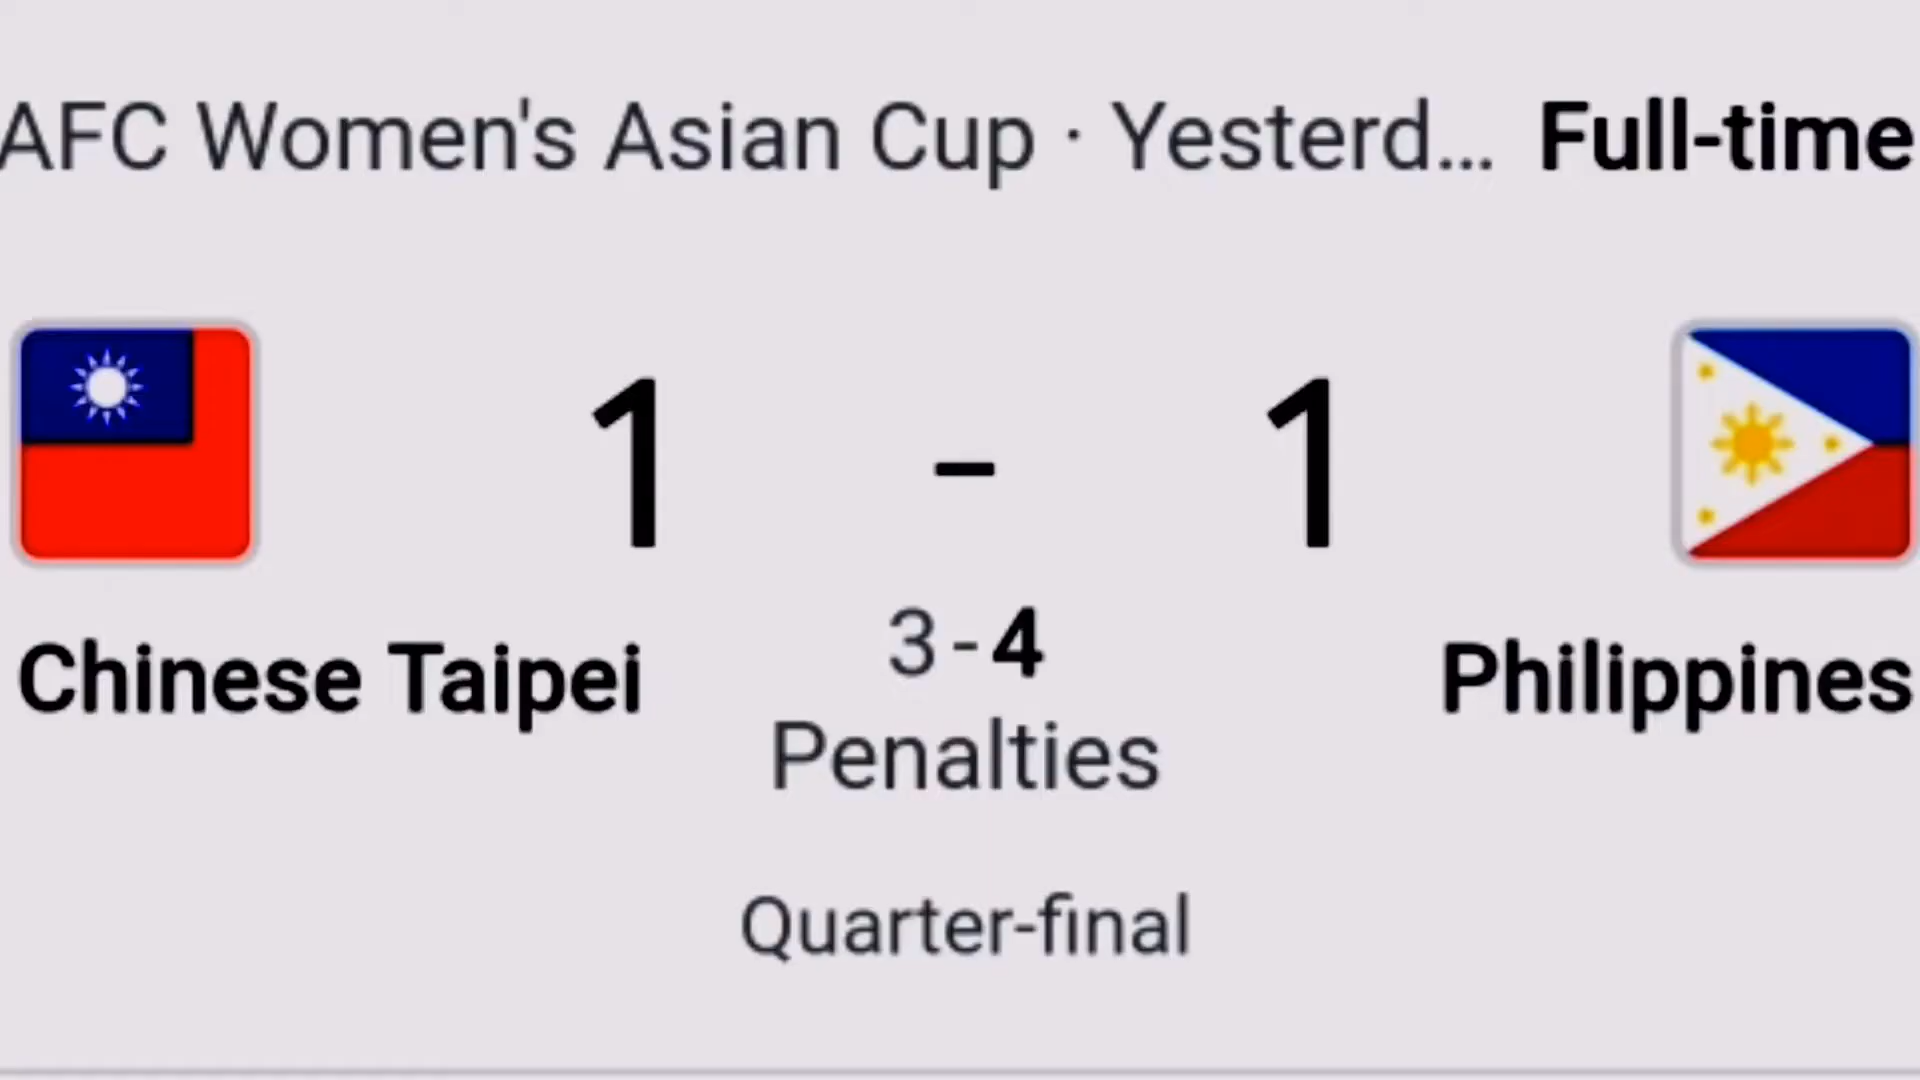 AFC Women's Asian Cup · Yesterd... Full-time
1 - 1
Chinese Taipei 3-4 Philippines
Penalties
Quarter-final